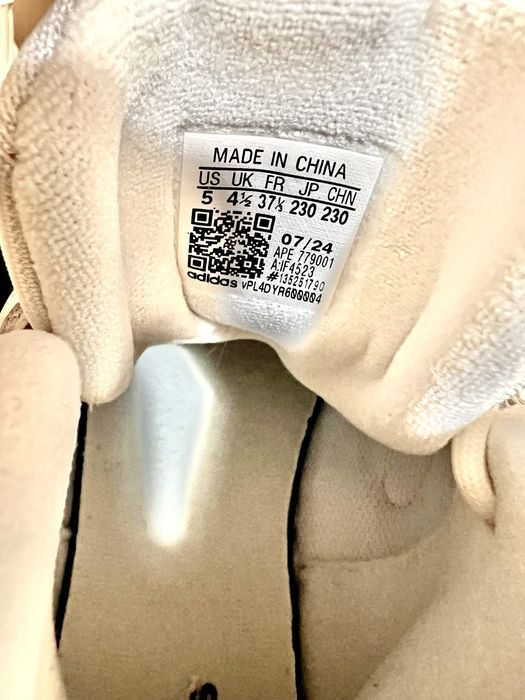 MADE IN CHINA
US UK FR JP CHN
5 4½ 37⅓ 230 230
07/24
APE 779001
A:IF4523
#135251790
adidas vPL4DYR600004